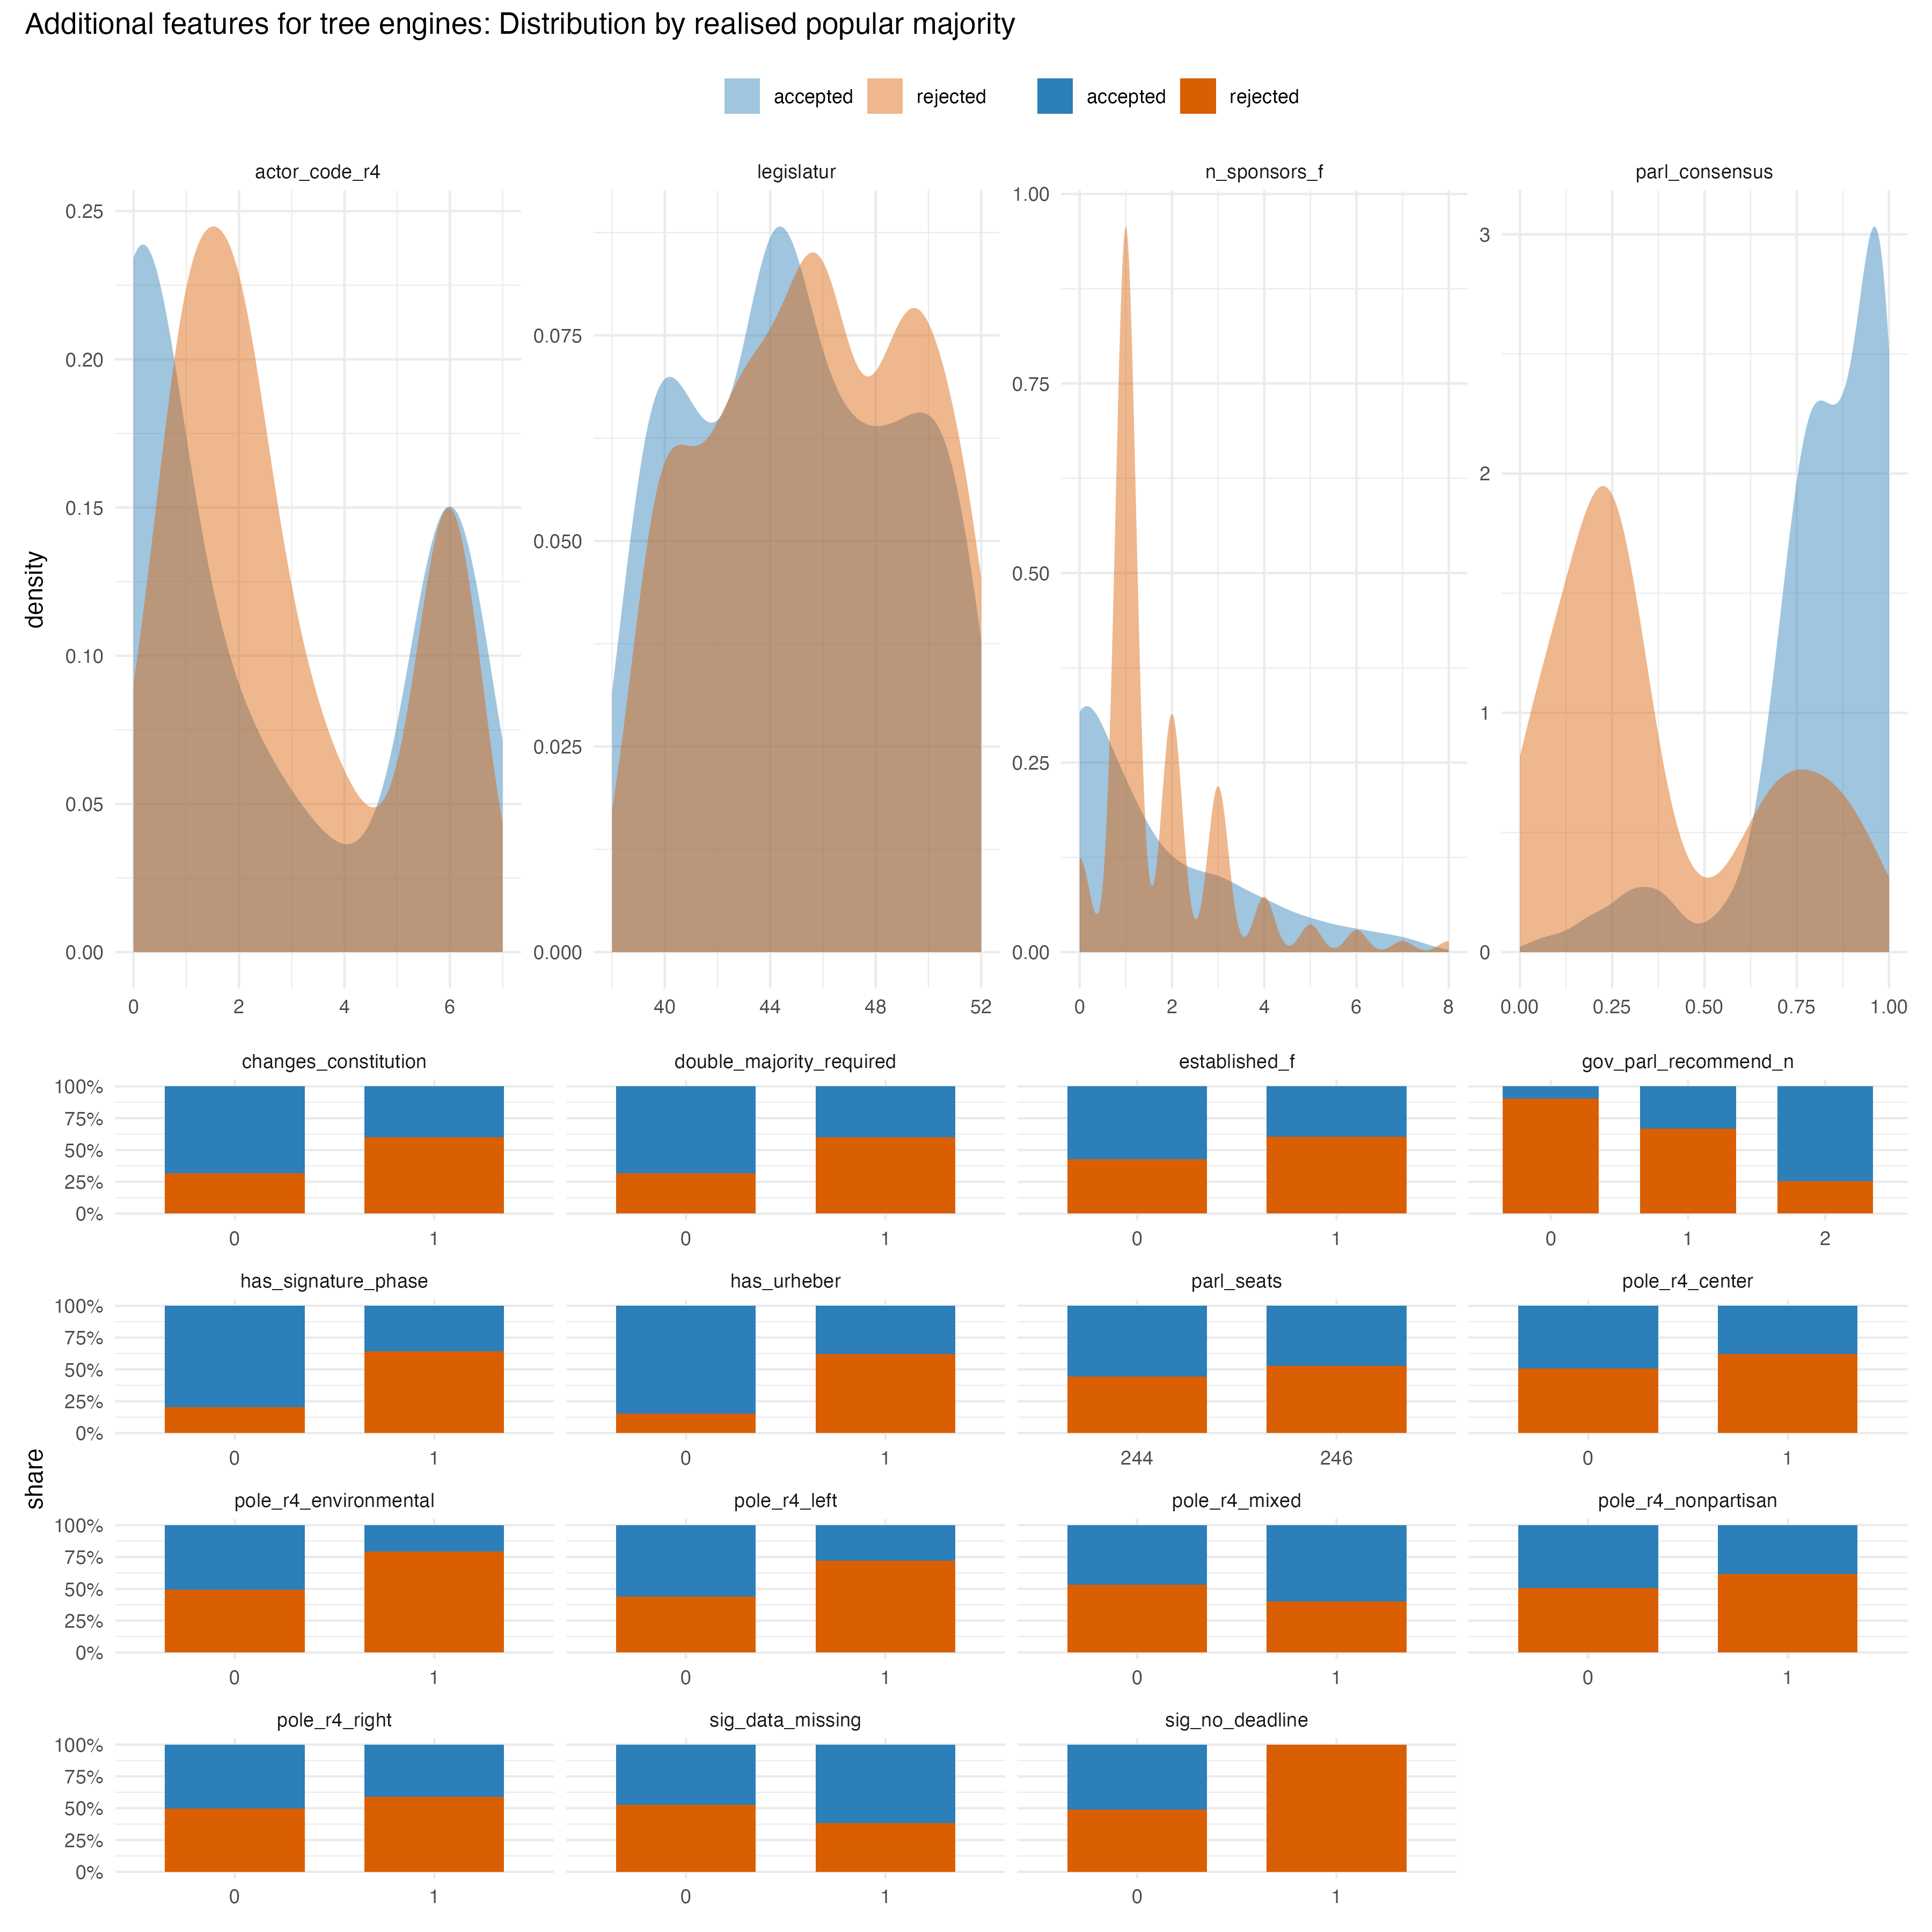 Additional features for tree engines: Distribution by realised popular majority
accepted rejected accepted rejected
actor_code_r4 legislatur n_sponsors_f parl_consensus
density
0.25
0.20
0.15
0.10
0.05
0.00
0 2 4 6
0.075
0.050
0.025
0.000
40 44 48 52
1.00
0.75
0.50
0.25
0.00
0 2 4 6 8
3
2
1
0
0.00 0.25 0.50 0.75 1.00
share
changes_constitution double_majority_required established_f gov_parl_recommend_n
100%
75%
50%
25%
0%
0 1 0 1 0 1 0 1 2
has_signature_phase has_urheber parl_seats pole_r4_center
100%
75%
50%
25%
0%
0 1 0 1 244 246 0 1
pole_r4_environmental pole_r4_left pole_r4_mixed pole_r4_nonpartisan
100%
75%
50%
25%
0%
0 1 0 1 0 1 0 1
pole_r4_right sig_data_missing sig_no_deadline
100%
75%
50%
25%
0%
0 1 0 1 0 1